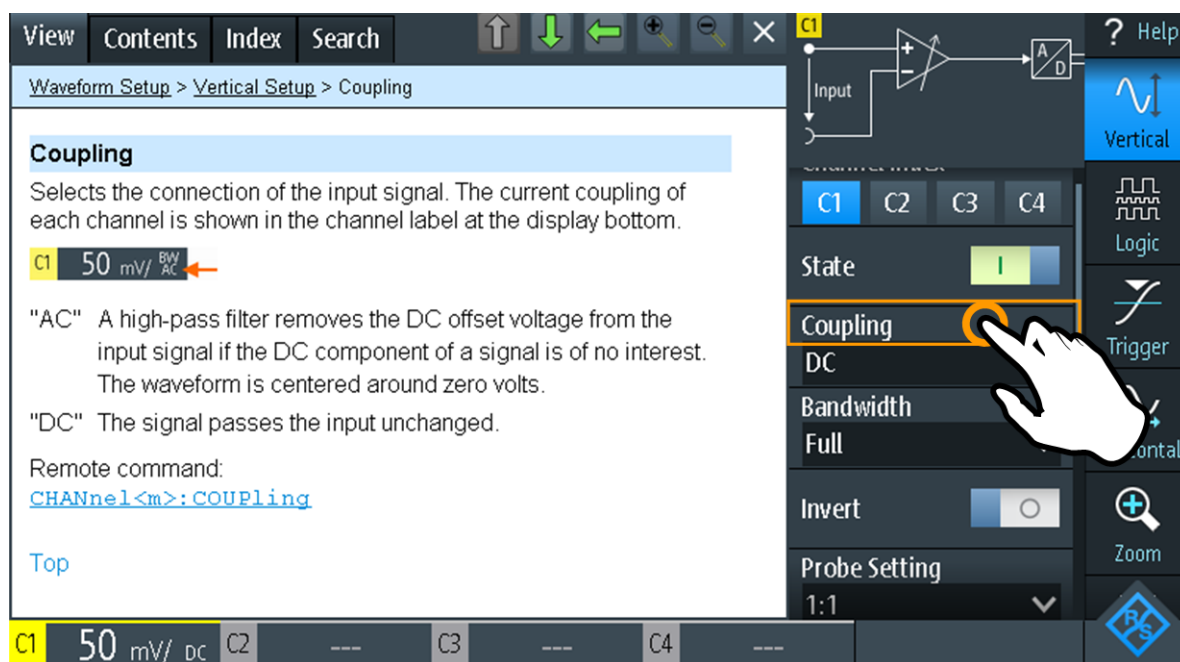 View Contents Index Search
Waveform Setup > Vertical Setup > Coupling
Coupling
Selects the connection of the input signal. The current coupling of
each channel is shown in the channel label at the display bottom.
C1 50 mV/ BW AC
"AC" A high-pass filter removes the DC offset voltage from the
input signal if the DC component of a signal is of no interest.
The waveform is centered around zero volts.
"DC" The signal passes the input unchanged.
Remote command:
CHANnel<m>:COUPling
Top
C1
Input
+
-
A/D
C1 C2 C3 C4
State
I
Coupling
DC
Bandwidth
Full
Invert
O
Probe Setting
1:1
? Help
Vertical
Logic
Trigger
Zoom
R&S
C1 50 mV/ DC C2 --- C3 --- C4 ---